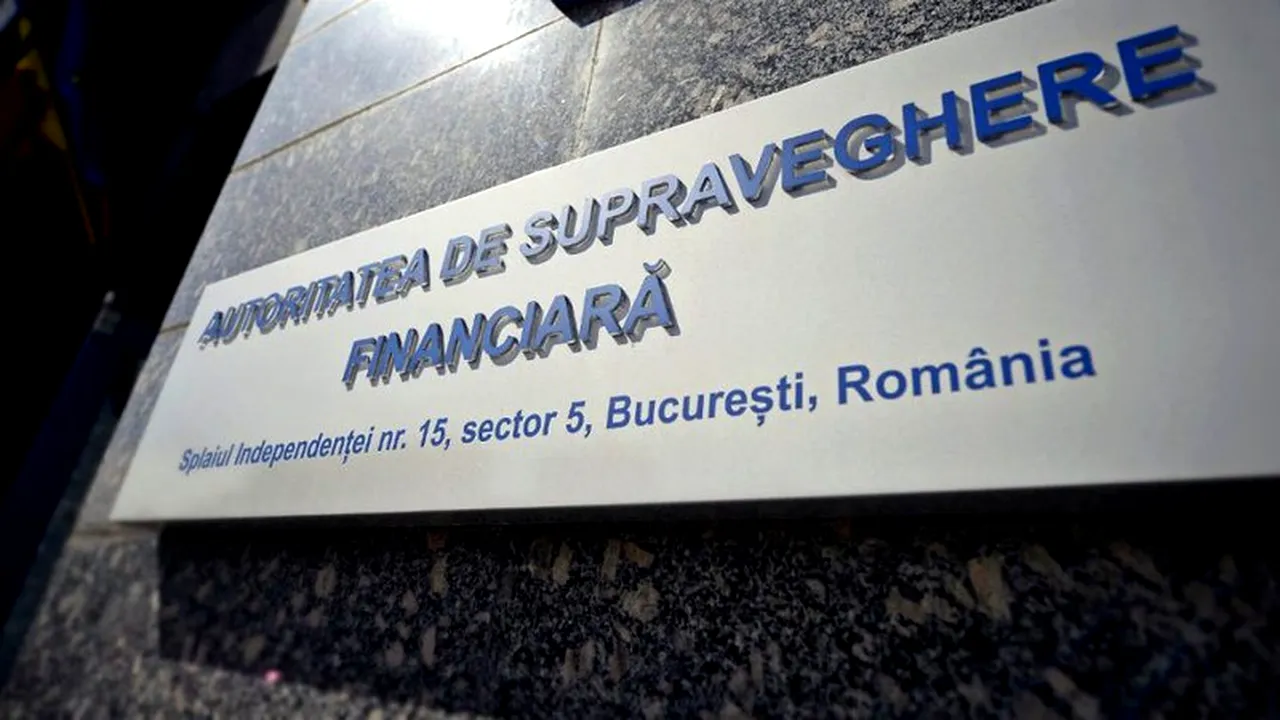 AUTORITATEA DE SUPRAVEGHERE
FINANCIARĂ
Splaiul Independenței nr. 15, sector 5, București, România